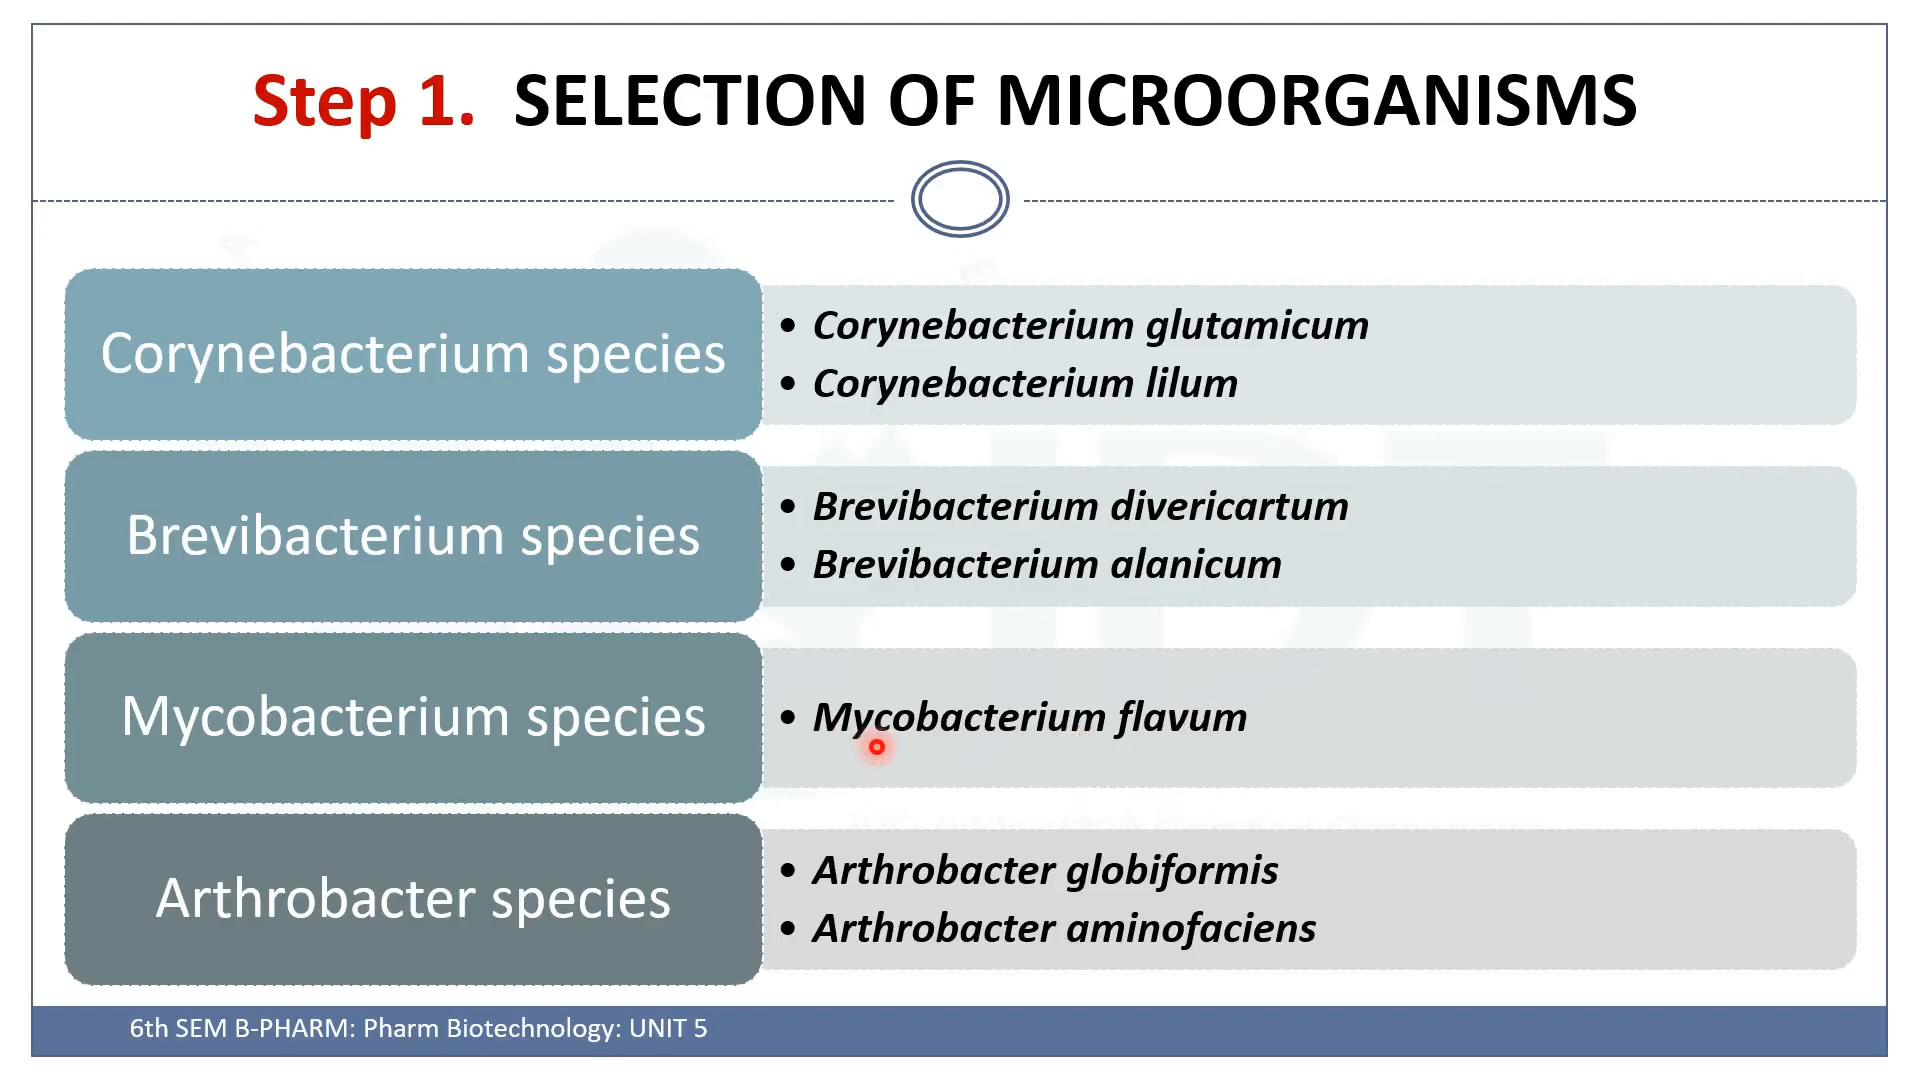 Step 1. SELECTION OF MICROORGANISMS
Corynebacterium species
• Corynebacterium glutamicum
• Corynebacterium lilum
Brevibacterium species
• Brevibacterium divericartum
• Brevibacterium alanicum
Mycobacterium species
• Mycobacterium flavum
Arthrobacter species
• Arthrobacter globiformis
• Arthrobacter aminofaciens
6th SEM B-PHARM: Pharm Biotechnology: UNIT 5